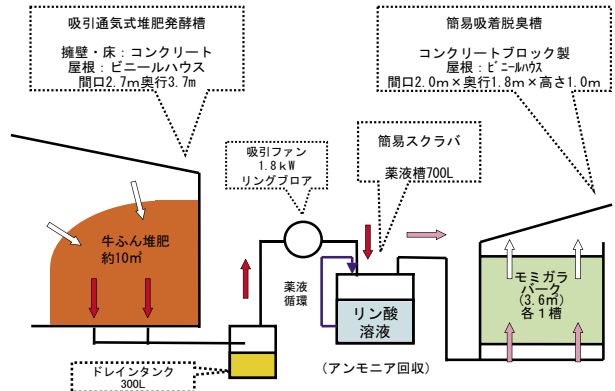 吸引通気式堆肥発酵槽
擁壁・床：コンクリート
屋根：ビニールハウス
間口2.7m奥行3.7m
簡易吸着脱臭槽
コンクリートブロック製
屋根：ﾋﾞﾆｰﾙﾊｳｽ
間口2.0m×奥行1.8m×高さ1.0m
吸引ファン
1.8kW
リングブロア
簡易スクラバ
薬液槽700L
牛ふん堆肥
約10㎥
薬液
循環
リン酸
溶液
モミガラ
バーク
(3.6㎥)
各1槽
ドレインタンク
300L
(アンモニア回収)